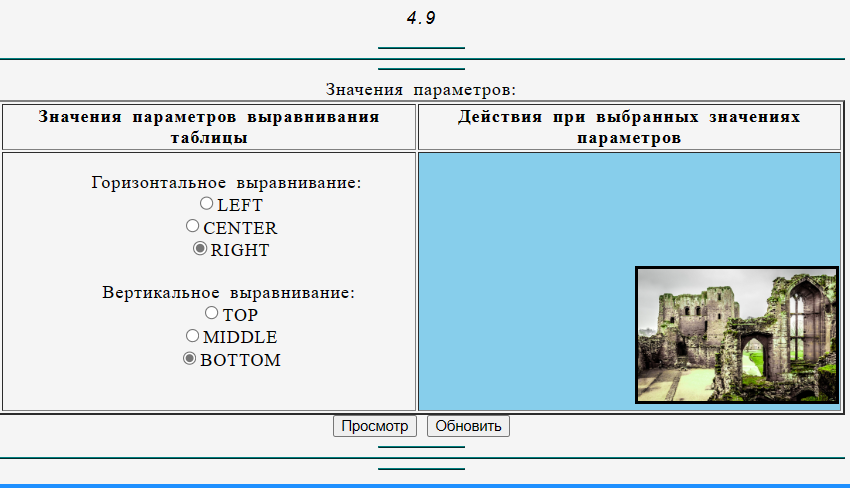 4.9
Значения параметров:
Значения параметров выравнивания
таблицы
Действия при выбранных значениях
параметров
Горизонтальное выравнивание:
LEFT
CENTER
RIGHT
Вертикальное выравнивание:
TOP
MIDDLE
BOTTOM
Просмотр Обновить